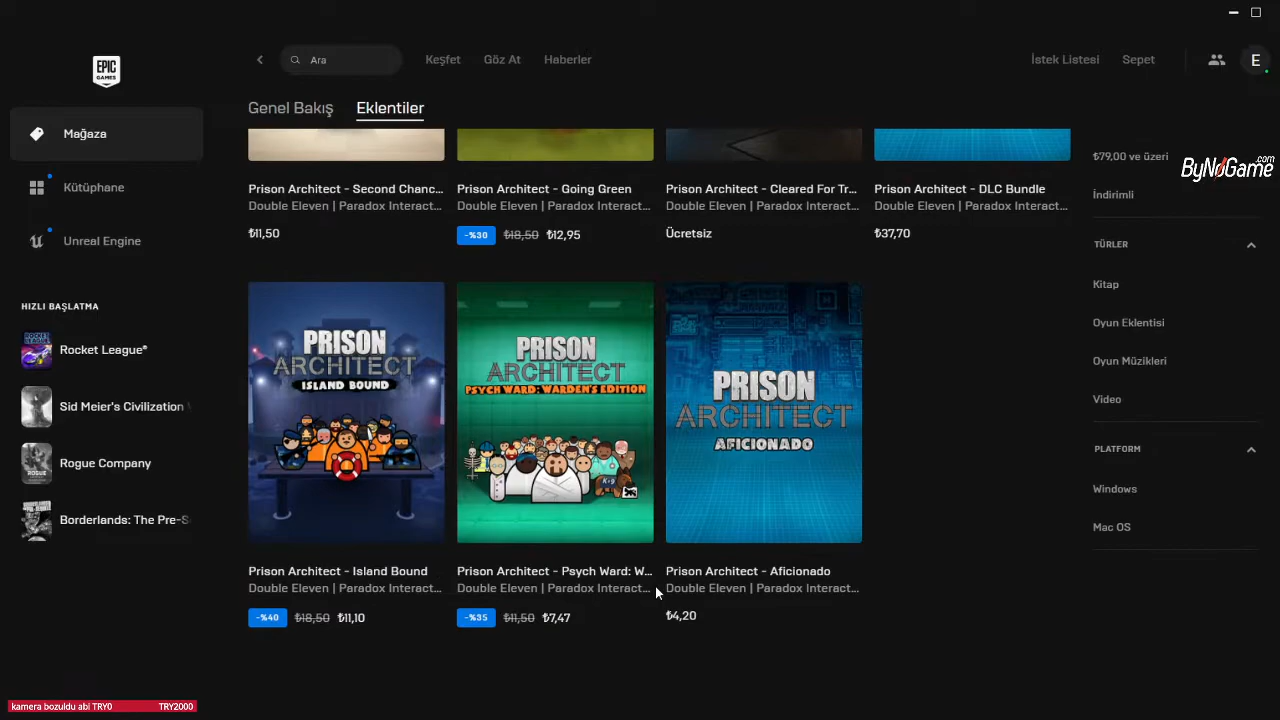 EPIC
GAMES
Ara
Keşfet
Göz At
Haberler
İstek Listesi
Sepet
E
Genel Bakış
Eklentiler
Mağaza
Kütüphane
Unreal Engine
HIZLI BAŞLATMA
Rocket League®
Sid Meier's Civilization
Rogue Company
Borderlands: The Pre-S
Prison Architect - Second Chanc...
Double Eleven | Paradox Interact...
₺11,50
Prison Architect - Going Green
Double Eleven | Paradox Interact...
-%30 ₺18,50 ₺12,95
Prison Architect - Cleared For Tr...
Double Eleven | Paradox Interact...
Ücretsiz
Prison Architect - DLC Bundle
Double Eleven | Paradox Interact...
₺37,70
PRISON
ARCHITECT
ISLAND BOUND
Prison Architect - Island Bound
Double Eleven | Paradox Interact...
-%40 ₺18,50 ₺11,10
PRISON
ARCHITECT
PSYCH WARD: WARDEN'S EDITION
K-9
Prison Architect - Psych Ward: W...
Double Eleven | Paradox Interact...
-%35 ₺11,50 ₺7,47
PRISON
ARCHITECT
AFICIONADO
Prison Architect - Aficionado
Double Eleven | Paradox Interact...
₺4,20
₺79,00 ve üzeri
ByNoGame.com
İndirimli
TÜRLER
Kitap
Oyun Eklentisi
Oyun Müzikleri
Video
PLATFORM
Windows
Mac OS
kamera bozuldu abi TRY0 TRY2000